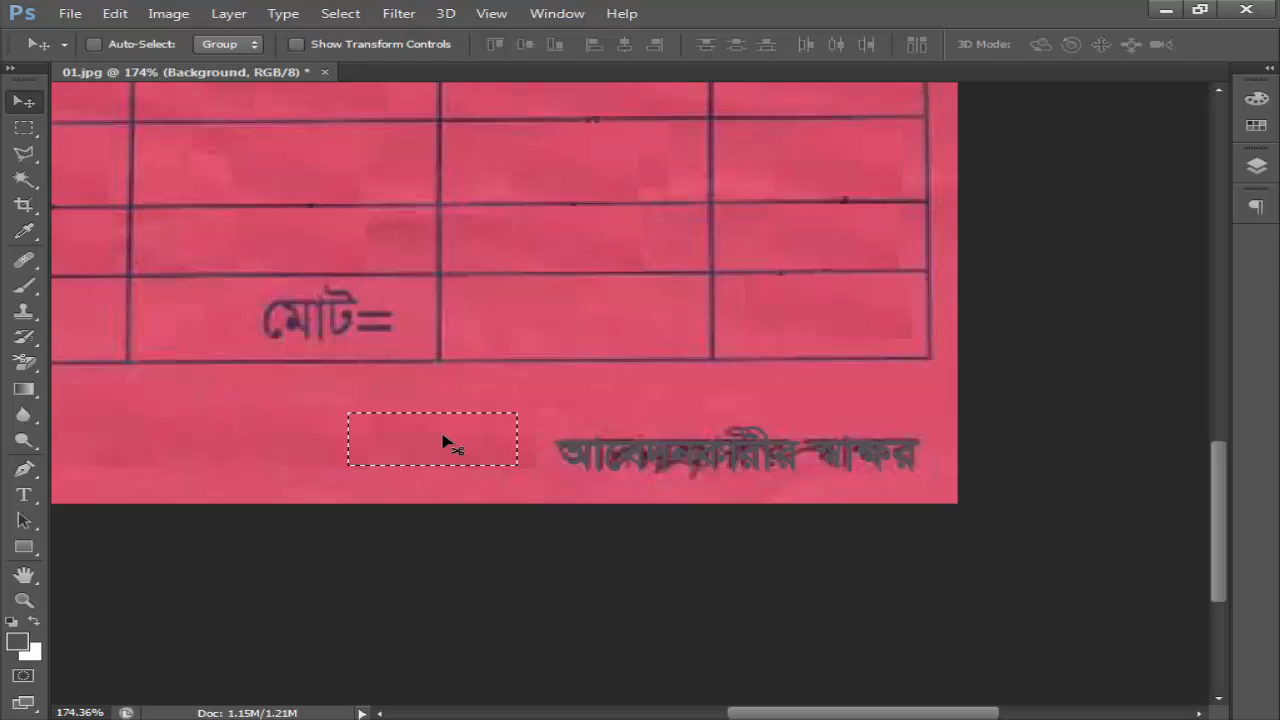 Ps File Edit Image Layer Type Select Filter 3D View Window Help
Auto-Select: Group Show Transform Controls 3D Mode:
01.jpg @ 174% (Background, RGB/8) * ×
মোট=
আবেদনকারীর স্বাক্ষর
174.36% Doc: 1.15M/1.21M